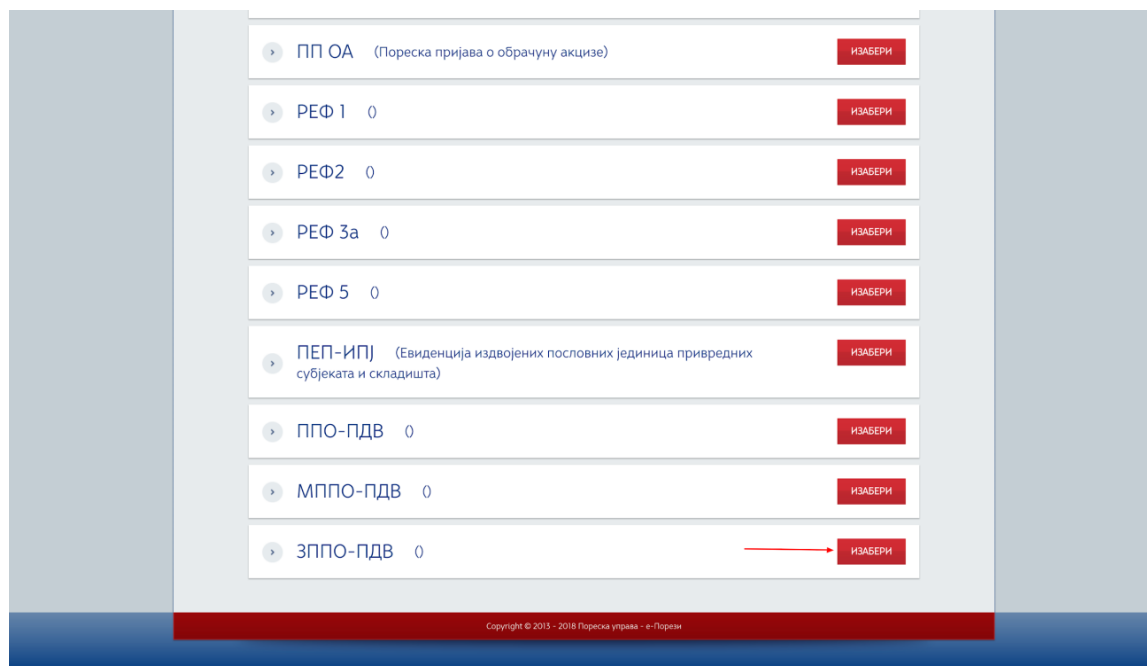 ПП ОА (Пореска пријава о обрачуну акцизе) ИЗАБЕРИ
РЕФ 1 () ИЗАБЕРИ
РЕФ2 () ИЗАБЕРИ
РЕФ 3а () ИЗАБЕРИ
РЕФ 5 () ИЗАБЕРИ
ПЕП-ИПЈ (Евиденција издвојених пословних јединица привредних ИЗАБЕРИ
субјеката и складишта)
ППО-ПДВ () ИЗАБЕРИ
МППО-ПДВ () ИЗАБЕРИ
ЗППО-ПДВ () ИЗАБЕРИ
Copyright © 2013 - 2018 Пореска управа - е-Порези